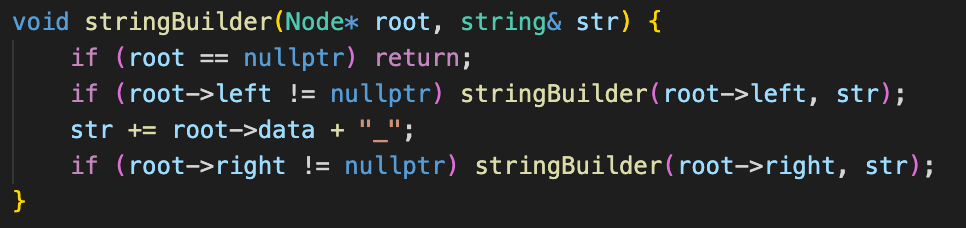 void stringBuilder(Node* root, string& str) {
    if (root == nullptr) return;
    if (root->left != nullptr) stringBuilder(root->left, str);
    str += root->data + "_";
    if (root->right != nullptr) stringBuilder(root->right, str);
}